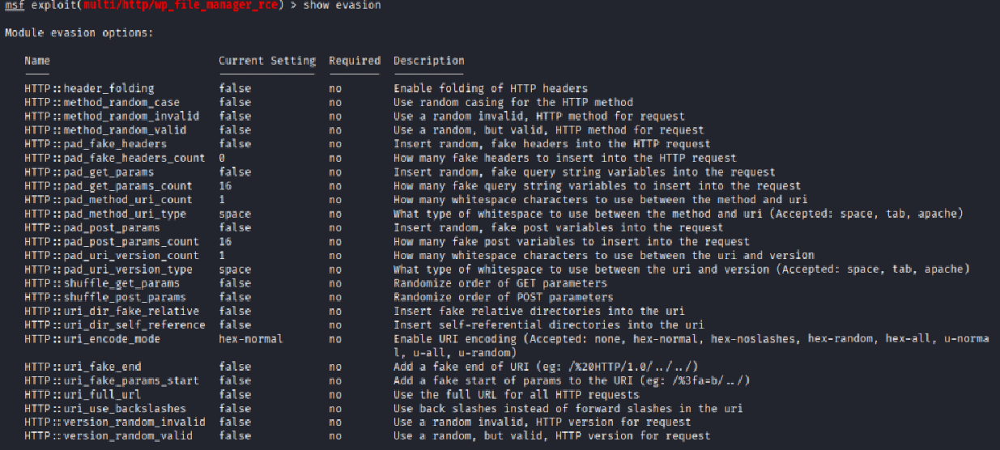 msf exploit(multi/http/wp_file_manager_rce) > show evasion
Module evasion options:
Name Current Setting Required Description
HTTP::header_folding false no Enable folding of HTTP headers
HTTP::method_random_case false no Use random casing for the HTTP method
HTTP::method_random_invalid false no Use a random invalid, HTTP method for request
HTTP::method_random_valid false no Use a random, but valid, HTTP method for request
HTTP::pad_fake_headers false no Insert random, fake headers into the HTTP request
HTTP::pad_fake_headers_count 0 no How many fake headers to insert into the HTTP request
HTTP::pad_get_params false no Insert random, fake query string variables into the request
HTTP::pad_get_params_count 16 no How many fake query string variables to insert into the request
HTTP::pad_method_uri_count 1 no How many whitespace characters to use between the method and uri
HTTP::pad_method_uri_type space no What type of whitespace to use between the method and uri (Accepted: space, tab, apache)
HTTP::pad_post_params false no Insert random, fake post variables into the request
HTTP::pad_post_params_count 16 no How many fake post variables to insert into the request
HTTP::pad_uri_version_count 1 no How many whitespace characters to use between the uri and version
HTTP::pad_uri_version_type space no What type of whitespace to use between the uri and version (Accepted: space, tab, apache)
HTTP::shuffle_get_params false no Randomize order of GET parameters
HTTP::shuffle_post_params false no Randomize order of POST parameters
HTTP::uri_dir_fake_relative false no Insert fake relative directories into the uri
HTTP::uri_dir_self_reference false no Insert self-referential directories into the uri
HTTP::uri_encode_mode hex-normal no Enable URI encoding (Accepted: none, hex-normal, hex-noslashes, hex-random, hex-all, u-norma
l, u-all, u-random)
HTTP::uri_fake_end false no Add a fake end of URI (eg: /%20HTTP/1.0/../../)
HTTP::uri_fake_params_start false no Add a fake start of params to the URI (eg: /%3fa=b/../)
HTTP::uri_full_url false no Use the full URL for all HTTP requests
HTTP::uri_use_backslashes false no Use back slashes instead of forward slashes in the uri
HTTP::version_random_invalid false no Use a random invalid, HTTP version for request
HTTP::version_random_valid false no Use a random, but valid, HTTP version for request